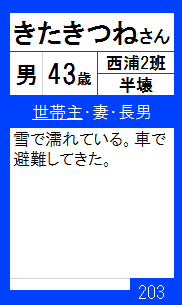 きたきつねさん
男 43歳 西浦2班
半壊
世帯主・妻・長男
雪で濡れている。車で
避難してきた。
203